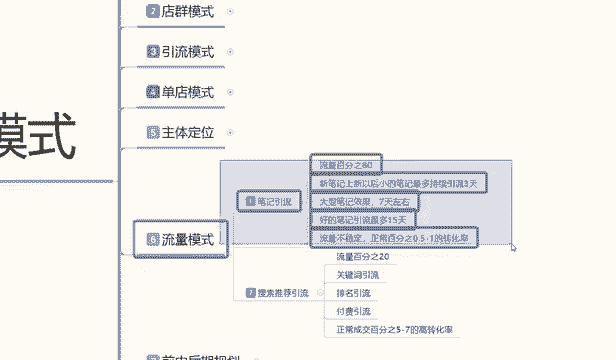 2 店群模式
3 引流模式
4 单店模式
5 主体定位
模式
6 流量模式
1 笔记引流
流量百分之80
新笔记上新以后小的笔记最多持续引流3天
大型笔记效果，7天左右
好的笔记引流最多15天
流量不确定，正常百分之0.5-1的转化率
2 搜索推荐引流
流量百分之20
关键词引流
排名引流
付费引流
正常成交百分之5-7的高转化率